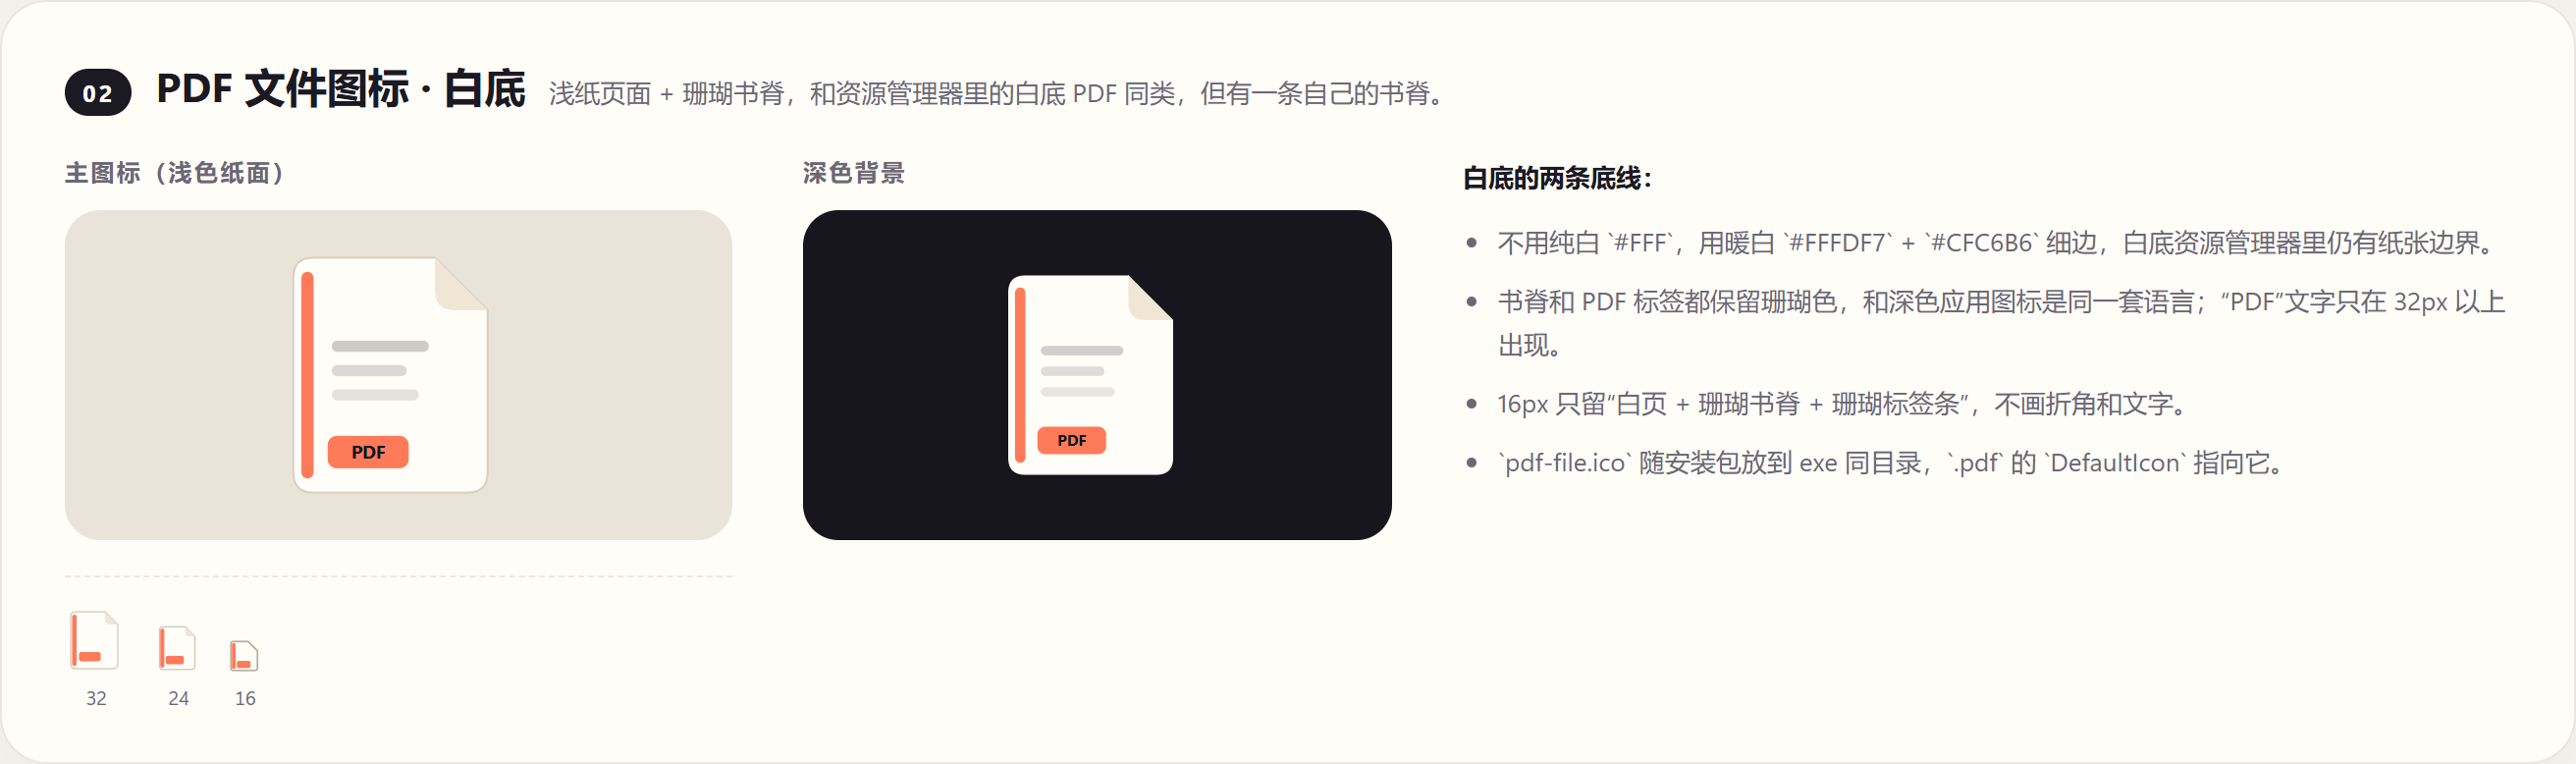 02 PDF 文件图标 · 白底 浅纸页面 + 珊瑚书脊，和资源管理器里的白底 PDF 同类，但有一条自己的书脊。
主图标（浅色纸面）
PDF
32 24 16
深色背景
PDF
白底的两条底线：
不用纯白 `#FFF`，用暖白 `#FFFDF7` + `#CFC6B6` 细边，白底资源管理器里仍有纸张边界。
书脊和 PDF 标签都保留珊瑚色，和深色应用图标是同一套语言；“PDF”文字只在 32px 以上
出现。
16px 只留“白页 + 珊瑚书脊 + 珊瑚标签条”，不画折角和文字。
`pdf-file.ico` 随安装包放到 exe 同目录，`.pdf` 的 `DefaultIcon` 指向它。